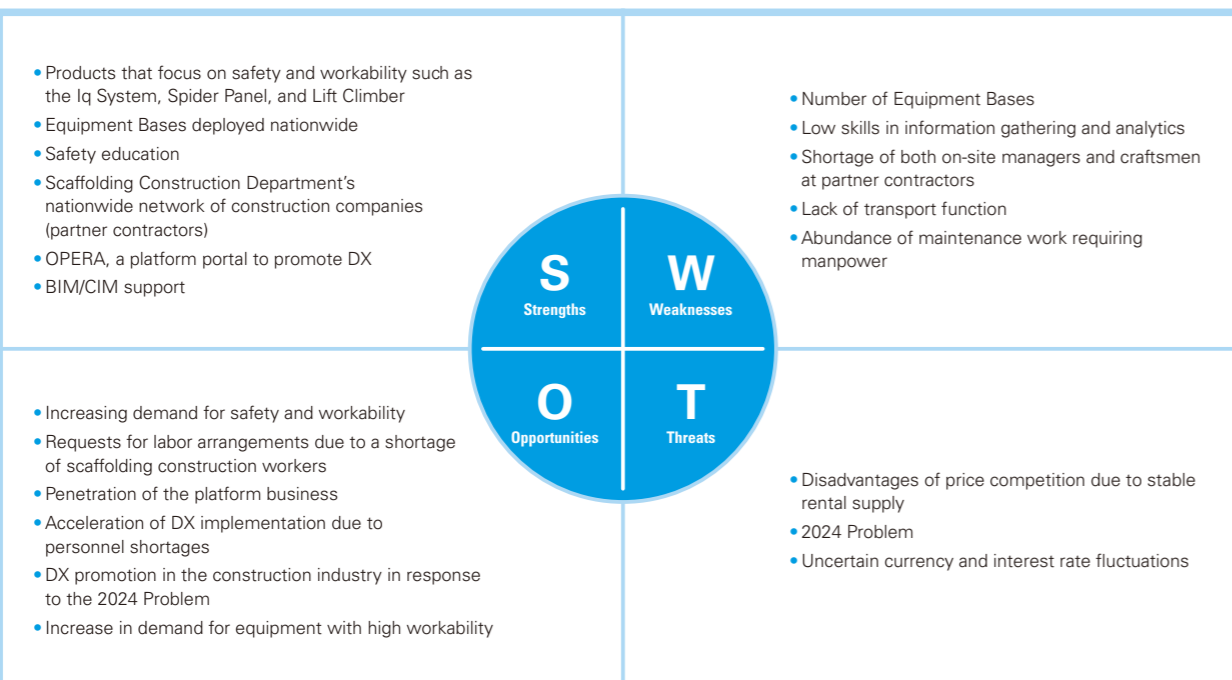 • Products that focus on safety and workability such as
the Iq System, Spider Panel, and Lift Climber
• Equipment Bases deployed nationwide
• Safety education
• Scaffolding Construction Department's
nationwide network of construction companies
(partner contractors)
• OPERA, a platform portal to promote DX
• BIM/CIM support
• Number of Equipment Bases
• Low skills in information gathering and analytics
• Shortage of both on-site managers and craftsmen
at partner contractors
• Lack of transport function
• Abundance of maintenance work requiring
manpower
S
Strengths
W
Weaknesses
O
Opportunities
T
Threats
• Increasing demand for safety and workability
• Requests for labor arrangements due to a shortage
of scaffolding construction workers
• Penetration of the platform business
• Acceleration of DX implementation due to
personnel shortages
• DX promotion in the construction industry in response
to the 2024 Problem
• Increase in demand for equipment with high workability
• Disadvantages of price competition due to stable
rental supply
• 2024 Problem
• Uncertain currency and interest rate fluctuations